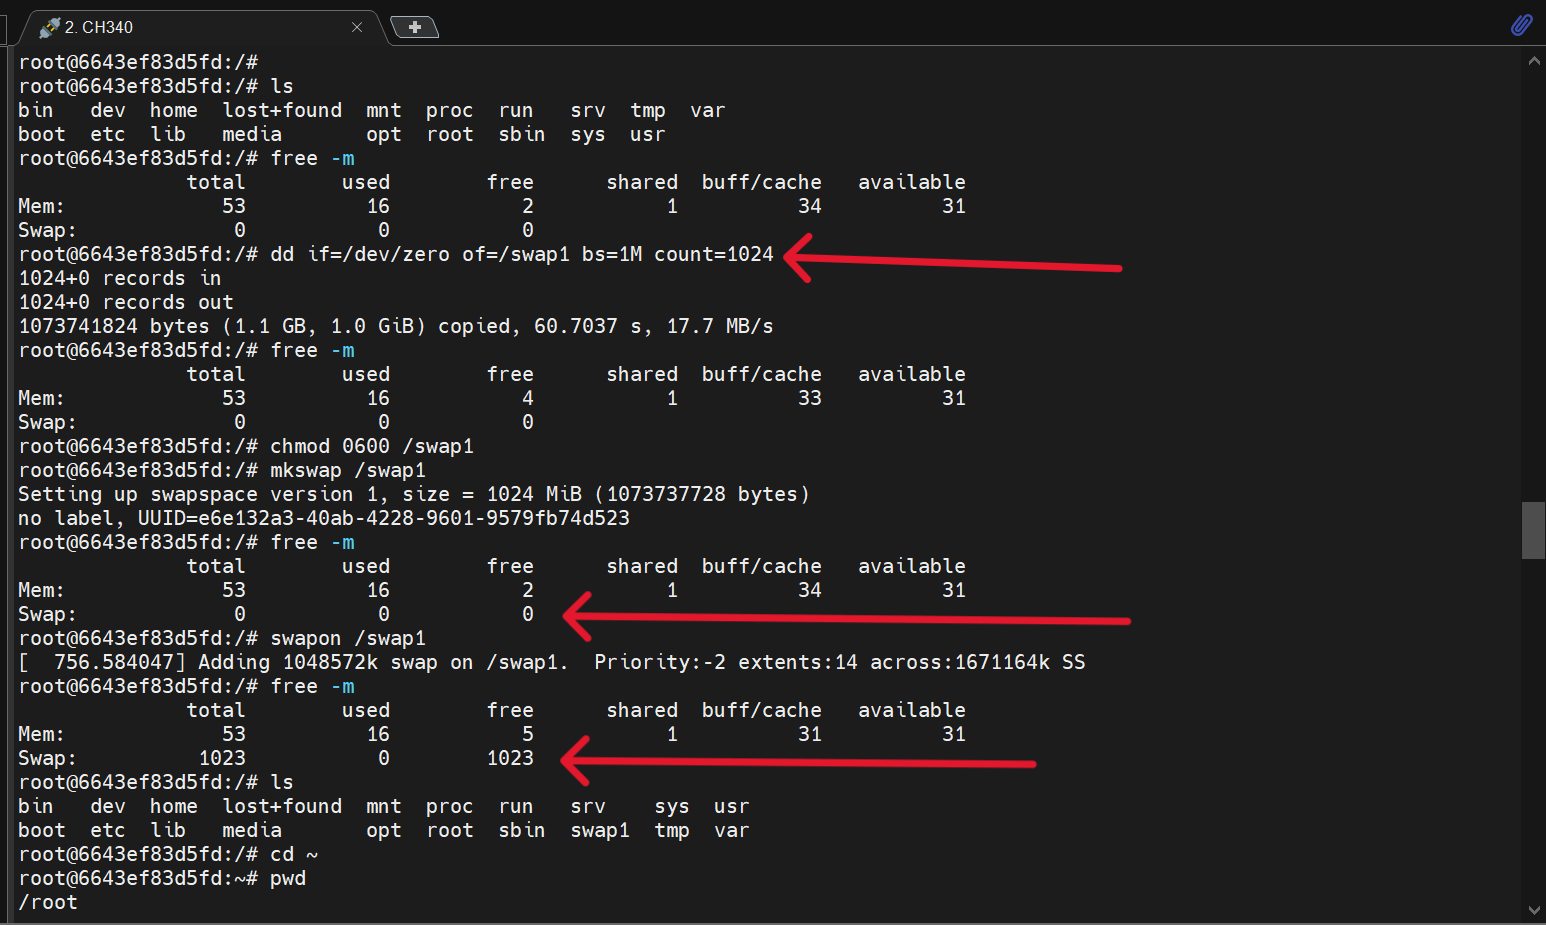 2. CH340
root@6643ef83d5fd:/#
root@6643ef83d5fd:/# ls
bin   dev  home  lost+found  mnt  proc  run   srv  tmp  var
boot  etc  lib   media       opt  root  sbin  sys  usr
root@6643ef83d5fd:/# free -m
              total        used        free      shared  buff/cache   available
Mem:             53          16           2           1          34          31
Swap:             0           0           0
root@6643ef83d5fd:/# dd if=/dev/zero of=/swap1 bs=1M count=1024
1024+0 records in
1024+0 records out
1073741824 bytes (1.1 GB, 1.0 GiB) copied, 60.7037 s, 17.7 MB/s
root@6643ef83d5fd:/# free -m
              total        used        free      shared  buff/cache   available
Mem:             53          16           4           1          33          31
Swap:             0           0           0
root@6643ef83d5fd:/# chmod 0600 /swap1
root@6643ef83d5fd:/# mkswap /swap1
Setting up swapspace version 1, size = 1024 MiB (1073737728 bytes)
no label, UUID=e6e132a3-40ab-4228-9601-9579fb74d523
root@6643ef83d5fd:/# free -m
              total        used        free      shared  buff/cache   available
Mem:             53          16           2           1          34          31
Swap:             0           0           0
root@6643ef83d5fd:/# swapon /swap1
[  756.584047] Adding 1048572k swap on /swap1.  Priority:-2 extents:14 across:1671164k SS
root@6643ef83d5fd:/# free -m
              total        used        free      shared  buff/cache   available
Mem:             53          16           5           1          31          31
Swap:          1023           0        1023
root@6643ef83d5fd:/# ls
bin   dev  home  lost+found  mnt  proc  run   srv    sys  usr
boot  etc  lib   media       opt  root  sbin  swap1  tmp  var
root@6643ef83d5fd:/# cd ~
root@6643ef83d5fd:~# pwd
/root